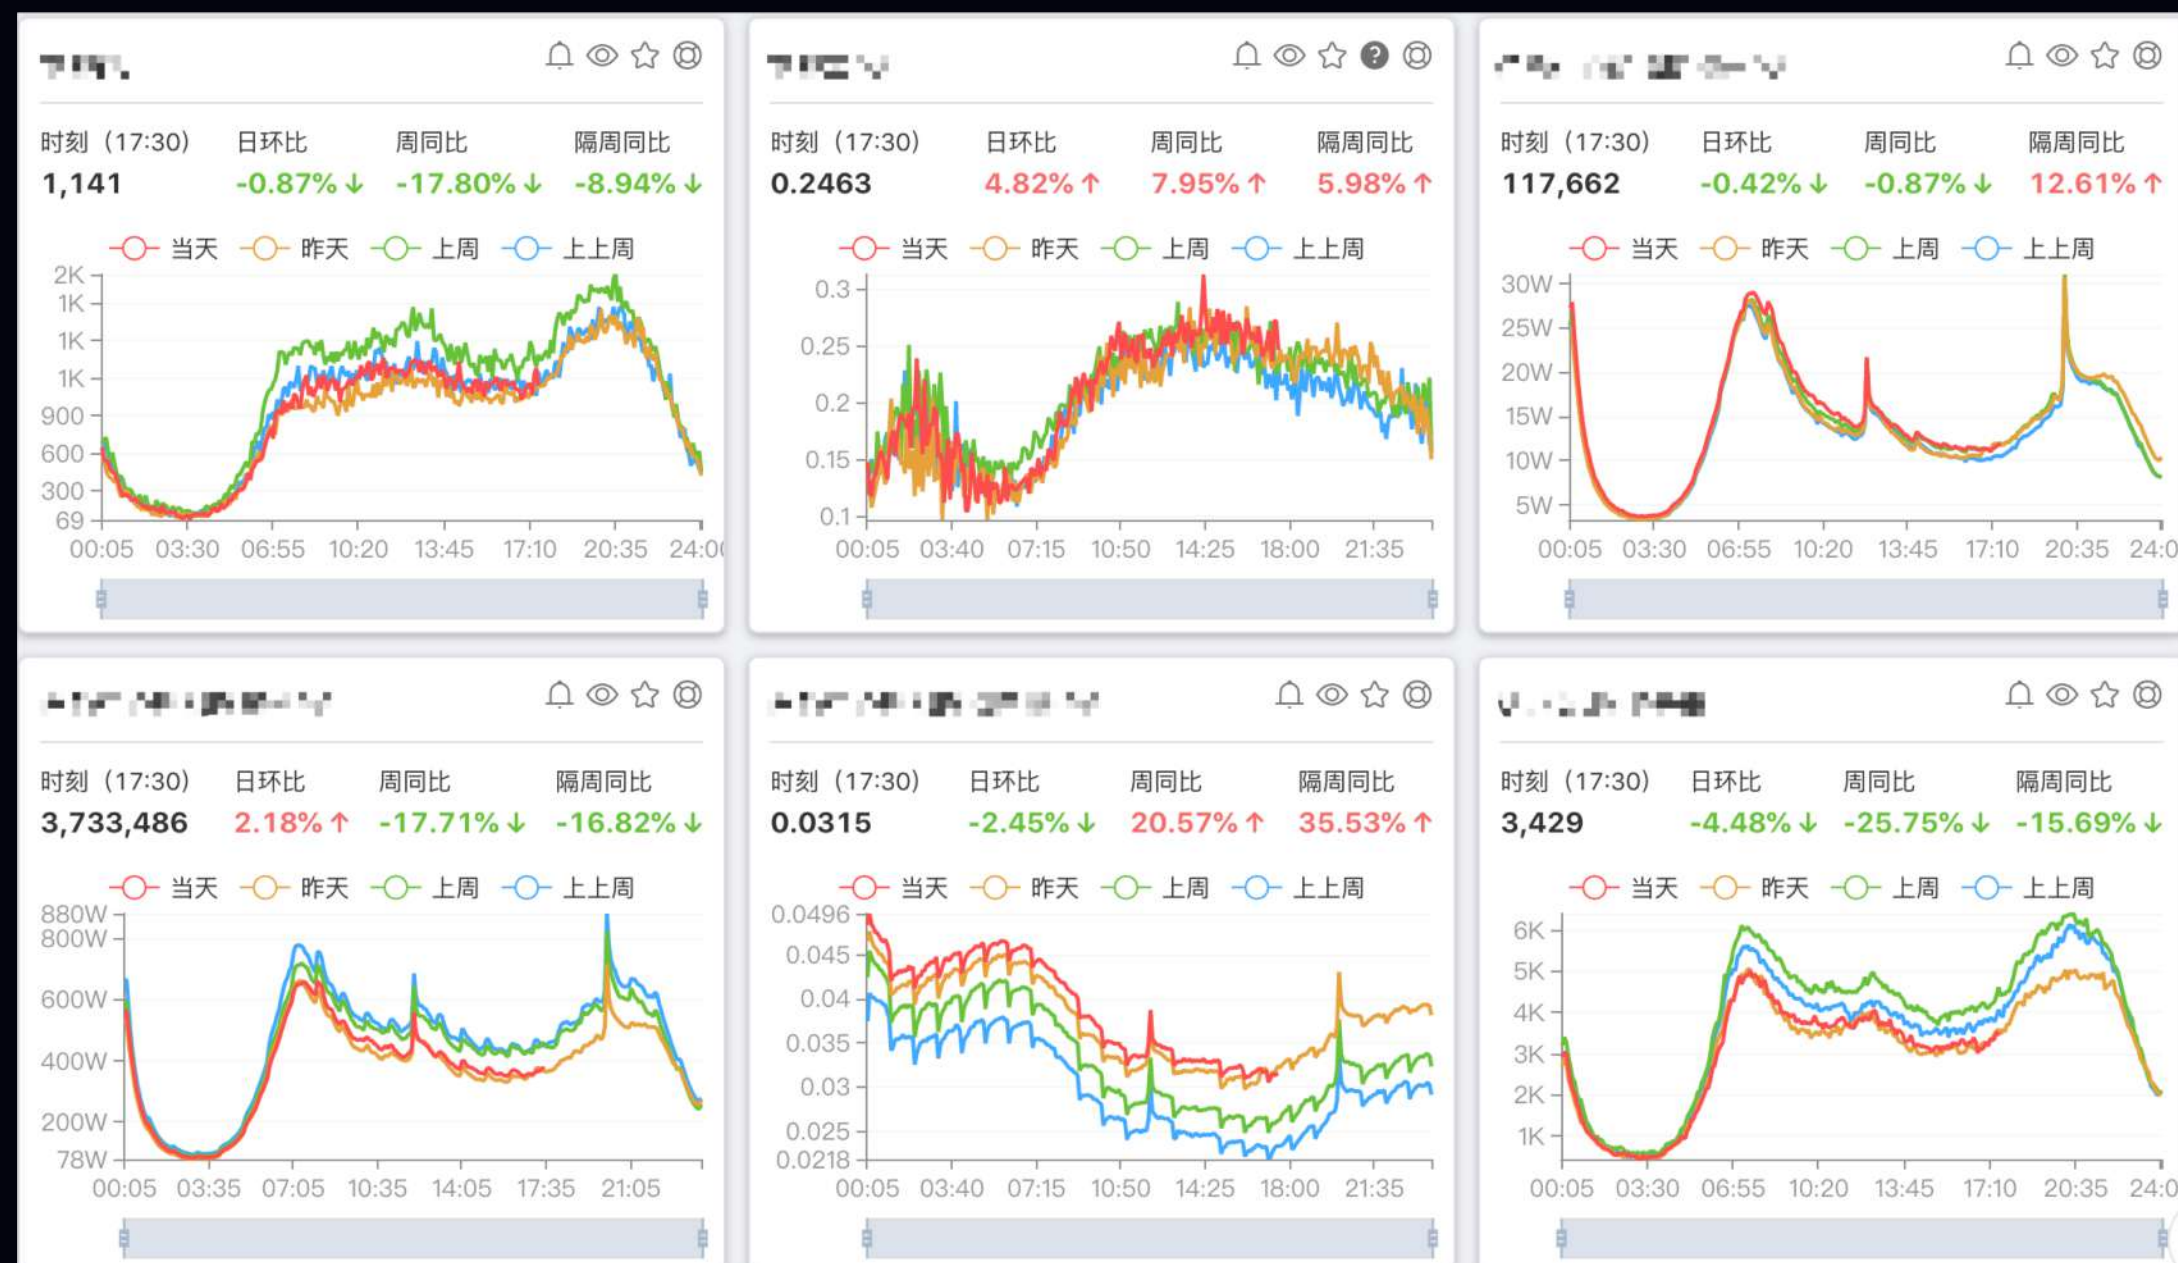 时刻（17:30） 日环比 周同比 隔周同比
1,141 -0.87%↓ -17.80%↓ -8.94%↓
当天 昨天 上周 上上周
2K
1K
1K
1K
900
600
300
69
00:05 03:30 06:55 10:20 13:45 17:10 20:35 24:00
时刻（17:30） 日环比 周同比 隔周同比
0.2463 4.82%↑ 7.95%↑ 5.98%↑
当天 昨天 上周 上上周
0.3
0.25
0.2
0.15
0.1
00:05 03:40 07:15 10:50 14:25 18:00 21:35
时刻（17:30） 日环比 周同比 隔周同比
117,662 -0.42%↓ -0.87%↓ 12.61%↑
当天 昨天 上周 上上周
30W
25W
20W
15W
10W
5W
00:05 03:30 06:55 10:20 13:45 17:10 20:35 24:0
时刻（17:30） 日环比 周同比 隔周同比
3,733,486 2.18%↑ -17.71%↓ -16.82%↓
当天 昨天 上周 上上周
880W
800W
600W
400W
200W
78W
00:05 03:35 07:05 10:35 14:05 17:35 21:05
时刻（17:30） 日环比 周同比 隔周同比
0.0315 -2.45%↓ 20.57%↑ 35.53%↑
当天 昨天 上周 上上周
0.0496
0.045
0.04
0.035
0.03
0.025
0.0218
00:05 03:40 07:15 10:50 14:25 18:00 21:35
时刻（17:30） 日环比 周同比 隔周同比
3,429 -4.48%↓ -25.75%↓ -15.69%↓
当天 昨天 上周 上上周
6K
5K
4K
3K
2K
1K
00:05 03:30 06:55 10:20 13:45 17:10 20:35 24:0